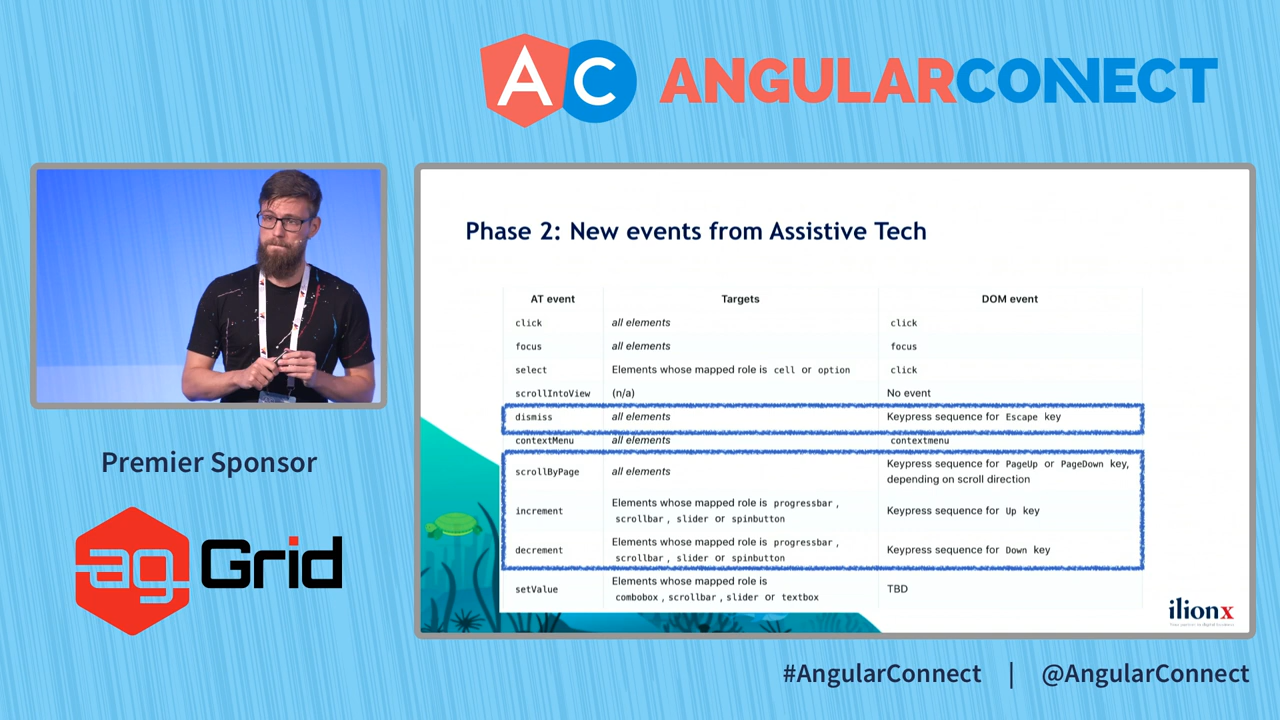 AC ANGULARCONNECT
Phase 2: New events from Assistive Tech
AT event Targets DOM event
click all elements click
focus all elements focus
select Elements whose mapped role is cell or option click
scrollIntoView (n/a) No event
dismiss all elements Keypress sequence for Escape key
contextMenu all elements contextmenu
scrollByPage all elements Keypress sequence for PageUp or PageDown key,
depending on scroll direction
increment Elements whose mapped role is progressbar, Keypress sequence for Up key
scrollbar, slider or spinbutton
decrement Elements whose mapped role is progressbar, Keypress sequence for Down key
scrollbar, slider or spinbutton
setValue Elements whose mapped role is TBD
combobox, scrollbar, slider or textbox
ilionx
Premier Sponsor
ag Grid
#AngularConnect | @AngularConnect